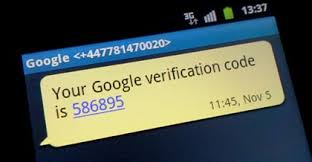 3G 13:37
Google <+447781470020>
Your Google verification code
is 586895
11:45, Nov 5